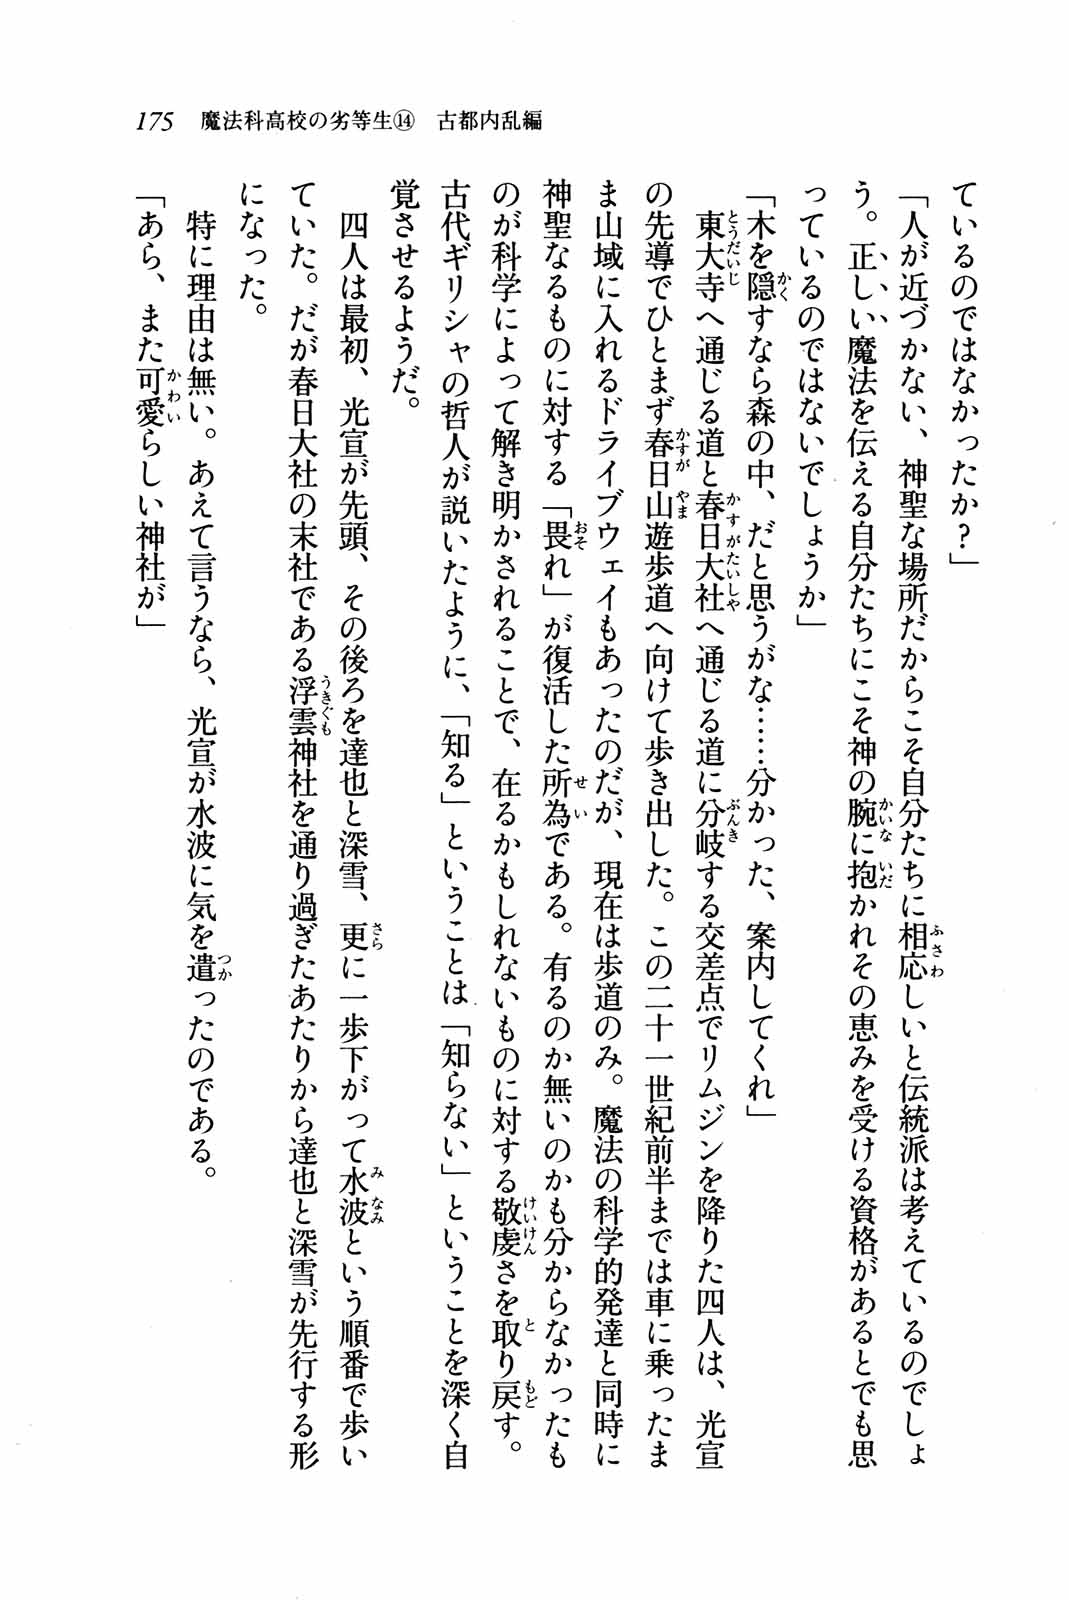 175　魔法科高校の劣等生⑭　古都内乱編
ているのではなかったか？」
「人が近づかない、神聖な場所だからこそ自分たちに相応しいと伝統派は考えているのでしょ
う。正しい魔法を伝える自分たちにこそ神の腕に抱かれその恵みを受ける資格があるとでも思
っているのではないでしょうか」
「木を隠すなら森の中、だと思うがな……分かった、案内してくれ」
　東大寺へ通じる道と春日大社へ通じる道に分岐する交差点でリムジンを降りた四人は、光宣
の先導でひとまず春日山遊歩道へ向けて歩き出した。この二十一世紀前半までは車に乗ったま
ま山域に入れるドライブウェイもあったのだが、現在は歩道のみ。魔法の科学的発達と同時に
神聖なるものに対する「畏れ」が復活した所為である。有るのか無いのかも分からなかったも
のが科学によって解き明かされることで、在るかもしれないものに対する敬虔さを取り戻す。
古代ギリシャの哲人が説いたように、「知る」ということは「知らない」ということを深く自
覚させるようだ。
　四人は最初、光宣が先頭、その後ろを達也と深雪、更に一歩下がって水波という順番で歩い
ていた。だが春日大社の末社である浮雲神社を通り過ぎたあたりから達也と深雪が先行する形
になった。
　特に理由は無い。あえて言うなら、光宣が水波に気を遣ったのである。
「あら、また可愛らしい神社が」